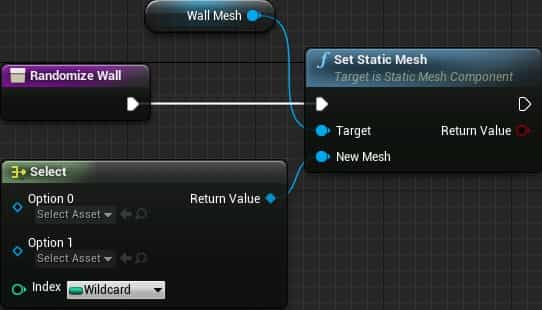 Wall Mesh
Randomize Wall
Set Static Mesh
Target is Static Mesh Component
Target
Return Value
New Mesh
Select
Option 0
Return Value
Select Asset
Option 1
Select Asset
Index
Wildcard